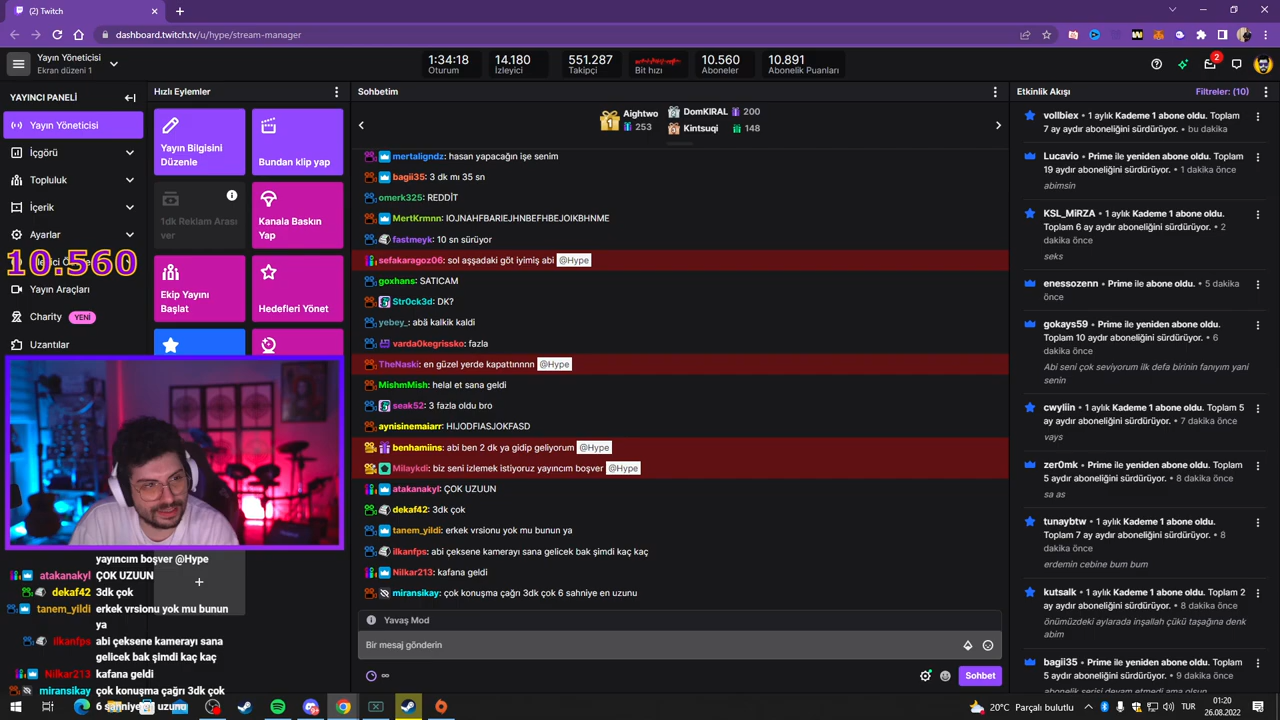 (2) Twitch
dashboard.twitch.tv/u/hype/stream-manager
Yayın Yöneticisi
Ekran düzeni 1
1:34:18
Oturum
14.180
İzleyici
551.287
Takipçi
Bit hızı
10.560
Aboneler
10.891
Abonelik Puanları
2
YAYINCI PANELİ
Yayın Yöneticisi
İçgörü
Topluluk
İçerik
Ayarlar
10.560
Yayın Araçları
Charity YENİ
Uzantılar
Hızlı Eylemler
Yayın Bilgisini
Düzenle
Bundan klip yap
1dk Reklam Arası
ver
Kanala Baskın
Yap
Ekip Yayını
Başlat
Hedefleri Yönet
Sohbetim
1
Aightwo
253
2 DomKIRAL 200
3 Kintsuqi 148
mertaligndz: hasan yapacağın işe senim
bagii35: 3 dk mı 35 sn
omerk325: REDDİT
MertKrmnn: IOJNAHFBARIEJHNBEFHBEJOIKBHNME
fastmeyk: 10 sn sürüyor
sefakaragoz06: sol aşşadaki göt iyimiş abi @Hype
goxhans: SATICAM
Str0ck3d: DK?
yebey_: abä kalkik kaldi
varda0kegrissko: fazla
TheNaski: en güzel yerde kapattınnnn @Hype
MishmMish: helal et sana geldi
seak52: 3 fazla oldu bro
aynisinemaiarr: HIJODFIASJOKFASD
benhamiins: abi ben 2 dk ya gidip geliyorum @Hype
Milaykdi: biz seni izlemek istiyoruz yayıncım boşver @Hype
atakanakyl: ÇOK UZUUN
dekaf42: 3dk çok
tanem_yildi: erkek vrsionu yok mu bunun ya
ilkanfps: abi çeksene kamerayı sana gelicek bak şimdi kaç kaç
Nilkar213: kafana geldi
miransikay: çok konuşma çağrı 3dk çok 6 sahniye en uzunu
Yavaş Mod
Bir mesaj gönderin
Sohbet
Etkinlik Akışı
Filtreler: (10)
vollbiex • 1 aylık Kademe 1 abone oldu. Toplam
7 ay aydır aboneliğini sürdürüyor. • bu dakika
Lucavio • Prime ile yeniden abone oldu. Toplam
19 aydır aboneliğini sürdürüyor. • 1 dakika önce
abimsin
KSL_MiRZA • 1 aylık Kademe 1 abone oldu.
Toplam 6 ay aydır aboneliğini sürdürüyor. • 2
dakika önce
seks
enessozenn • Prime ile abone oldu. • 5 dakika
önce
gokays59 • Prime ile yeniden abone oldu.
Toplam 10 aydır aboneliğini sürdürüyor. • 6
dakika önce
Abi seni çok seviyorum ilk defa birinin fanıyım yani
senin
cwyliin • 1 aylık Kademe 1 abone oldu. Toplam 5
ay aydır aboneliğini sürdürüyor. • 7 dakika önce
vays
zer0mk • Prime ile yeniden abone oldu. Toplam
5 aydır aboneliğini sürdürüyor. • 8 dakika önce
sa as
tunaybtw • 1 aylık Kademe 1 abone oldu.
Toplam 7 ay aydır aboneliğini sürdürüyor. • 8
dakika önce
erdemin cebine bum bum
kutsalk • 1 aylık Kademe 1 abone oldu. Toplam 2
ay aydır aboneliğini sürdürüyor. • 8 dakika önce
önümüzdeki aylarada inşallah çükü taşağına denk
abim
bagii35 • Prime ile yeniden abone oldu. Toplam
5 aydır aboneliğini sürdürüyor. • 9 dakika önce
abonelik serisi devam etmedi ama olsun
yayıncım boşver @Hype
atakanakyl ÇOK UZUUN
dekaf42 3dk çok
tanem_yildi erkek vrsionu yok mu bunun
ya
ilkanfps abi çeksene kamerayı sana
gelicek bak şimdi kaç kaç
Nilkar213 kafana geldi
miransikay çok konuşma çağrı 3dk çok
6 sahniye en uzunu
20°C Parçalı bulutlu
TUR
01:20
26.08.2022